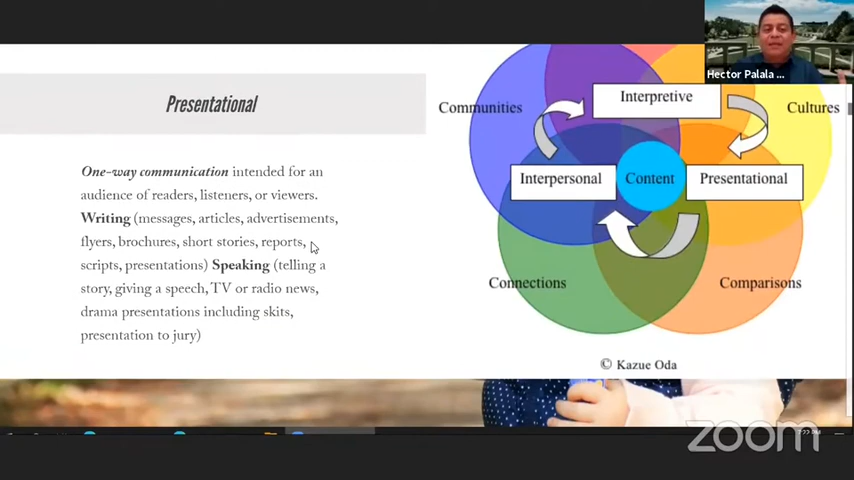 Hector Palala ...
Presentational
One-way communication intended for an
audience of readers, listeners, or viewers.
Writing (messages, articles, advertisements,
flyers, brochures, short stories, reports,
scripts, presentations) Speaking (telling a
story, giving a speech, TV or radio news,
drama presentations including skits,
presentation to jury)
Communities
Interpretive
Cultures
Interpersonal
Content
Presentational
Connections
Comparisons
© Kazue Oda
zoom